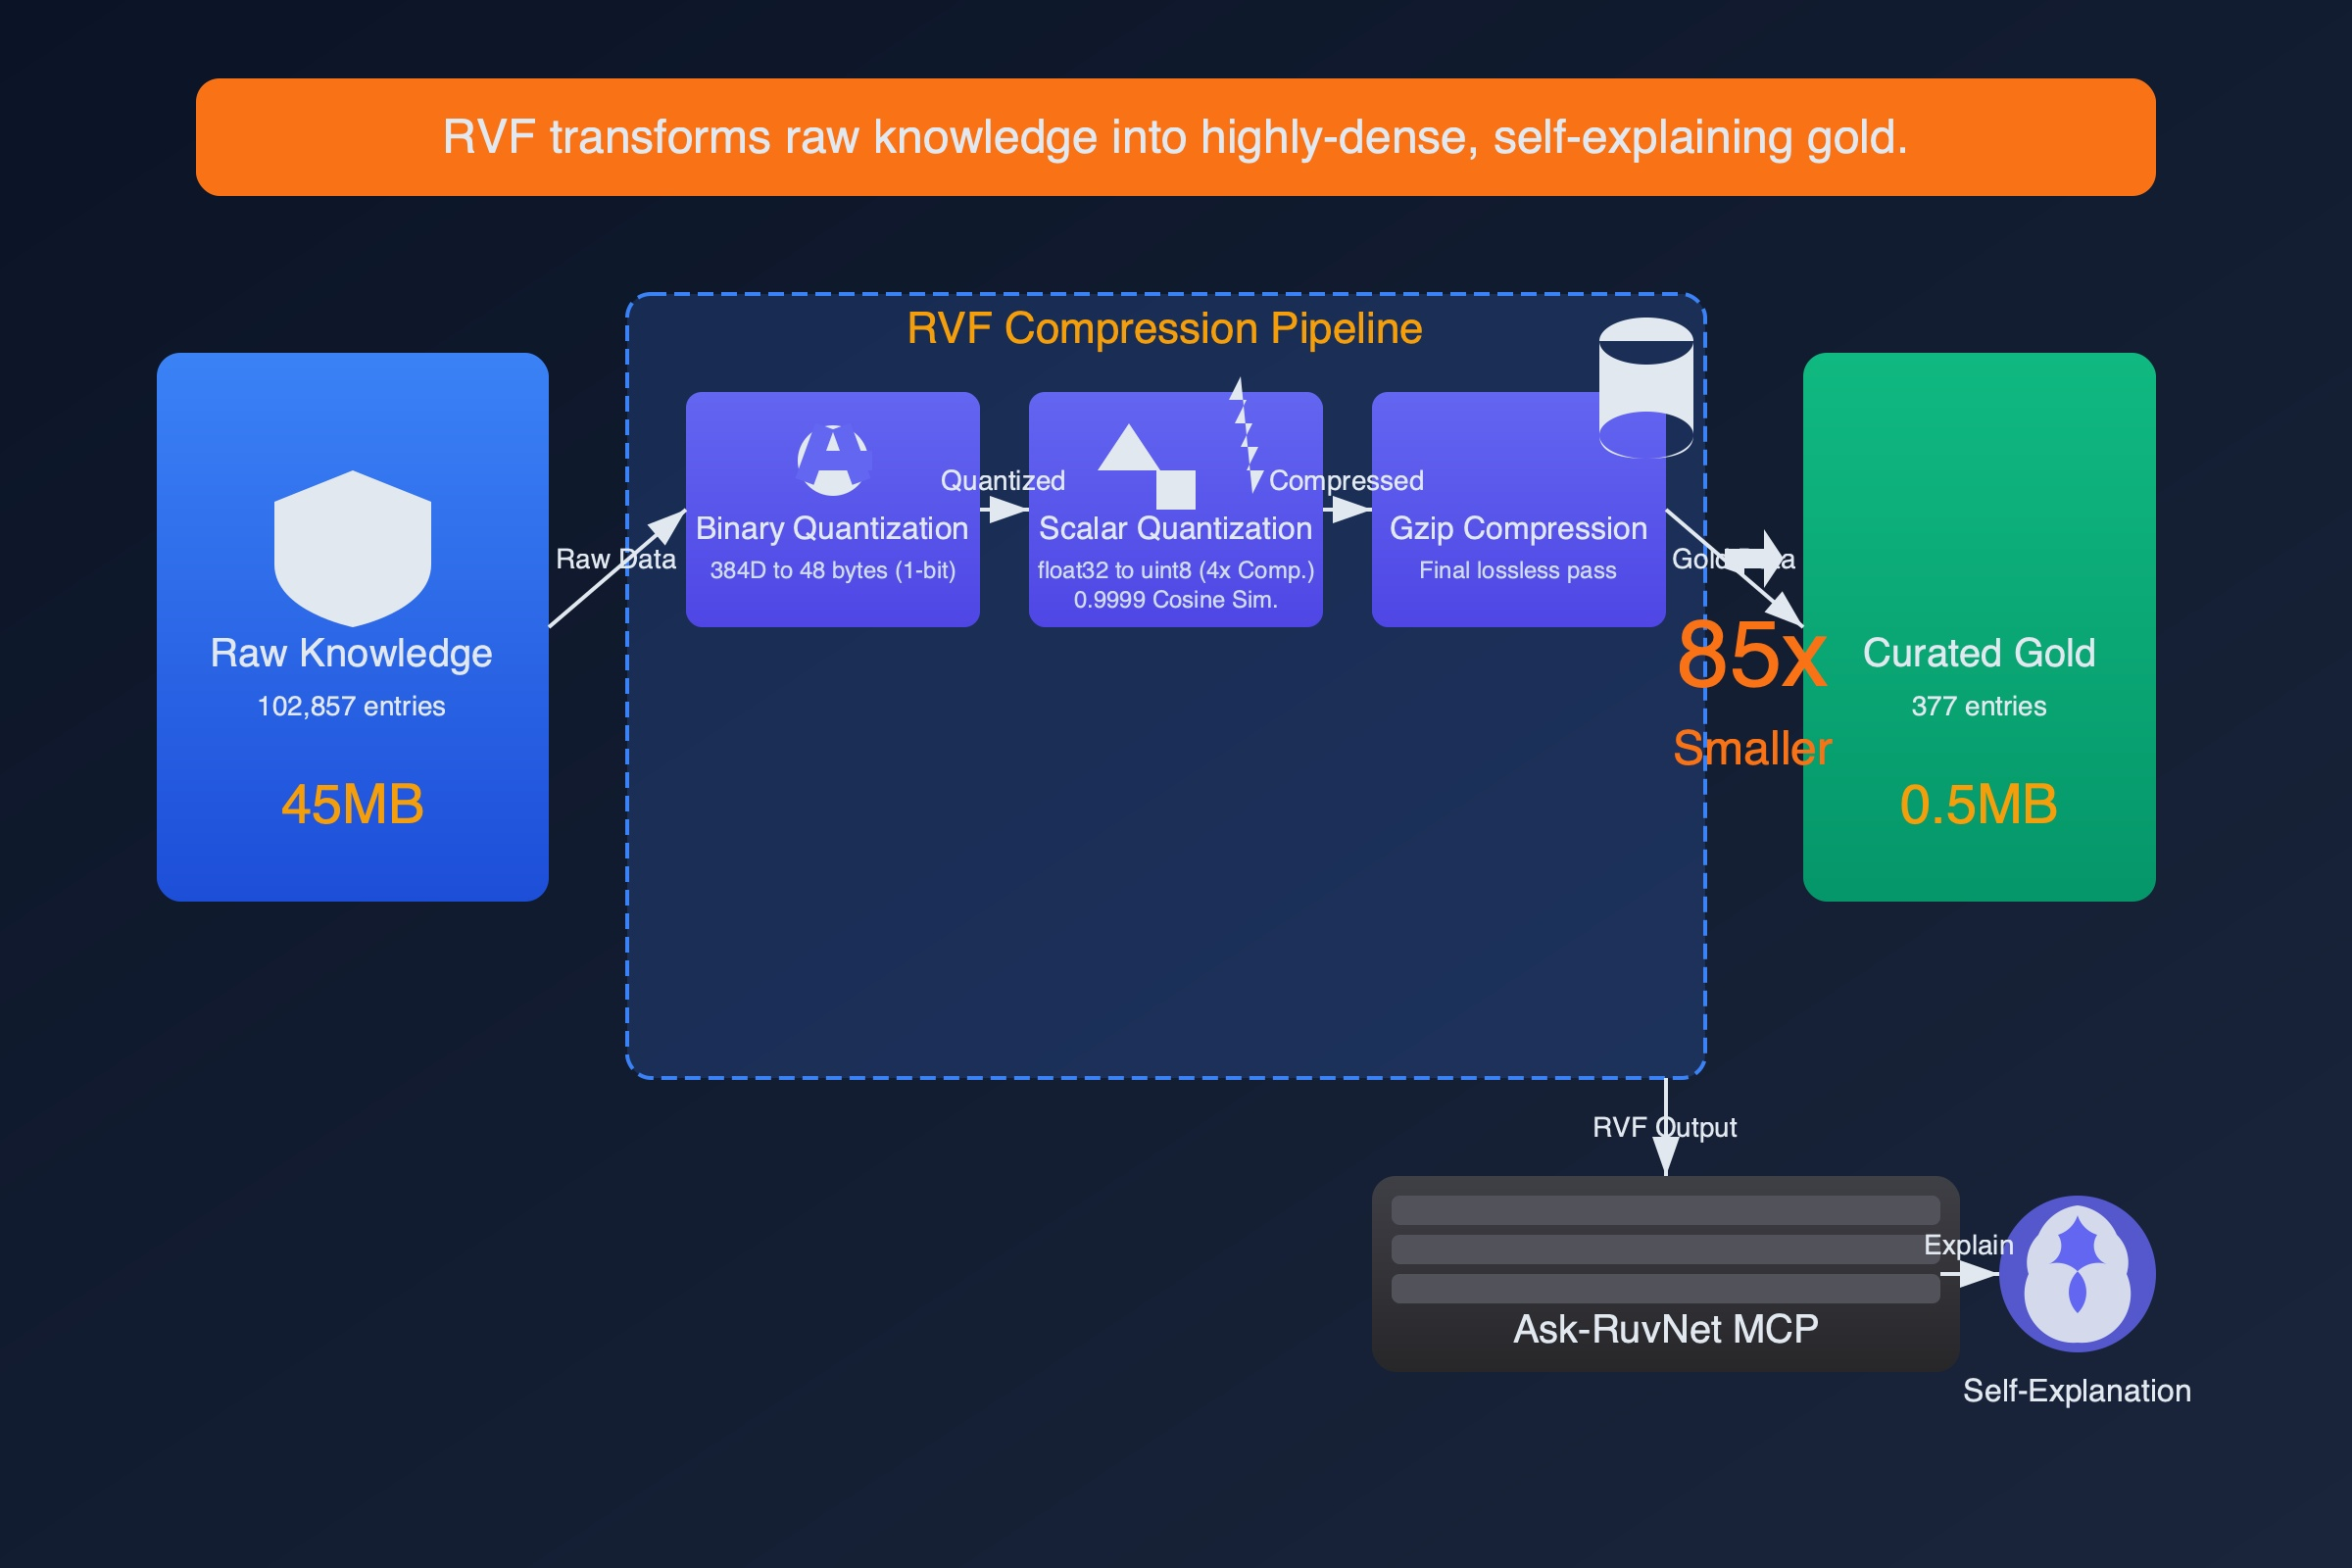 RVF transforms raw knowledge into highly-dense, self-explaining gold.
RVF Compression Pipeline
Raw Knowledge
102,857 entries
45MB
Raw Data
Binary Quantization
384D to 48 bytes (1-bit)
Quantized
Scalar Quantization
float32 to uint8 (4x Comp.)
0.9999 Cosine Sim.
Compressed
Gzip Compression
Final lossless pass
Gold
85x
Smaller
Curated Gold
377 entries
0.5MB
RVF Output
Ask-RuvNet MCP
Explain
Self-Explanation